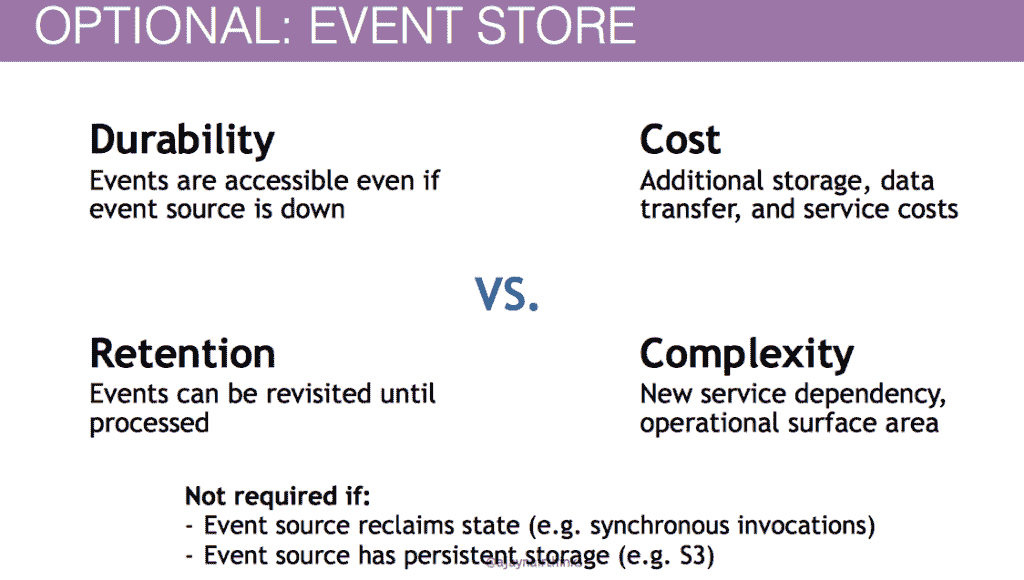 OPTIONAL: EVENT STORE
Durability
Events are accessible even if
event source is down
Cost
Additional storage, data
transfer, and service costs
VS.
Retention
Events can be revisited until
processed
Complexity
New service dependency,
operational surface area
Not required if:
- Event source reclaims state (e.g. synchronous invocations)
- Event source has persistent storage (e.g. S3)